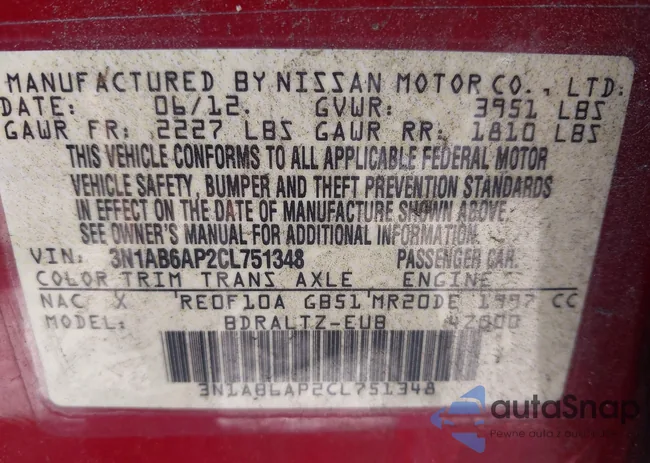 MANUFACTURED BY NISSAN MOTOR CO., LTD.
DATE: 06/12. GVWR: 3951 LBS
GAWR FR: 2227 LBS GAWR RR: 1810 LBS
THIS VEHICLE CONFORMS TO ALL APPLICABLE FEDERAL MOTOR
VEHICLE SAFETY, BUMPER AND THEFT PREVENTION STANDARDS
IN EFFECT ON THE DATE OF MANUFACTURE SHOWN ABOVE.
SEE OWNER'S MANUAL FOR ADDITIONAL INFORMATION.
VIN: 3N1AB6AP2CL751348 PASSENGER CAR.
COLOR TRIM TRANS AXLE ENGINE
NAC X RE0F10A GB51 MR20DE 1997 CC
MODEL: BDRALTZ-EUB 4Z000
3N1AB6AP2CL751348
autaSnap
Pewne auta z